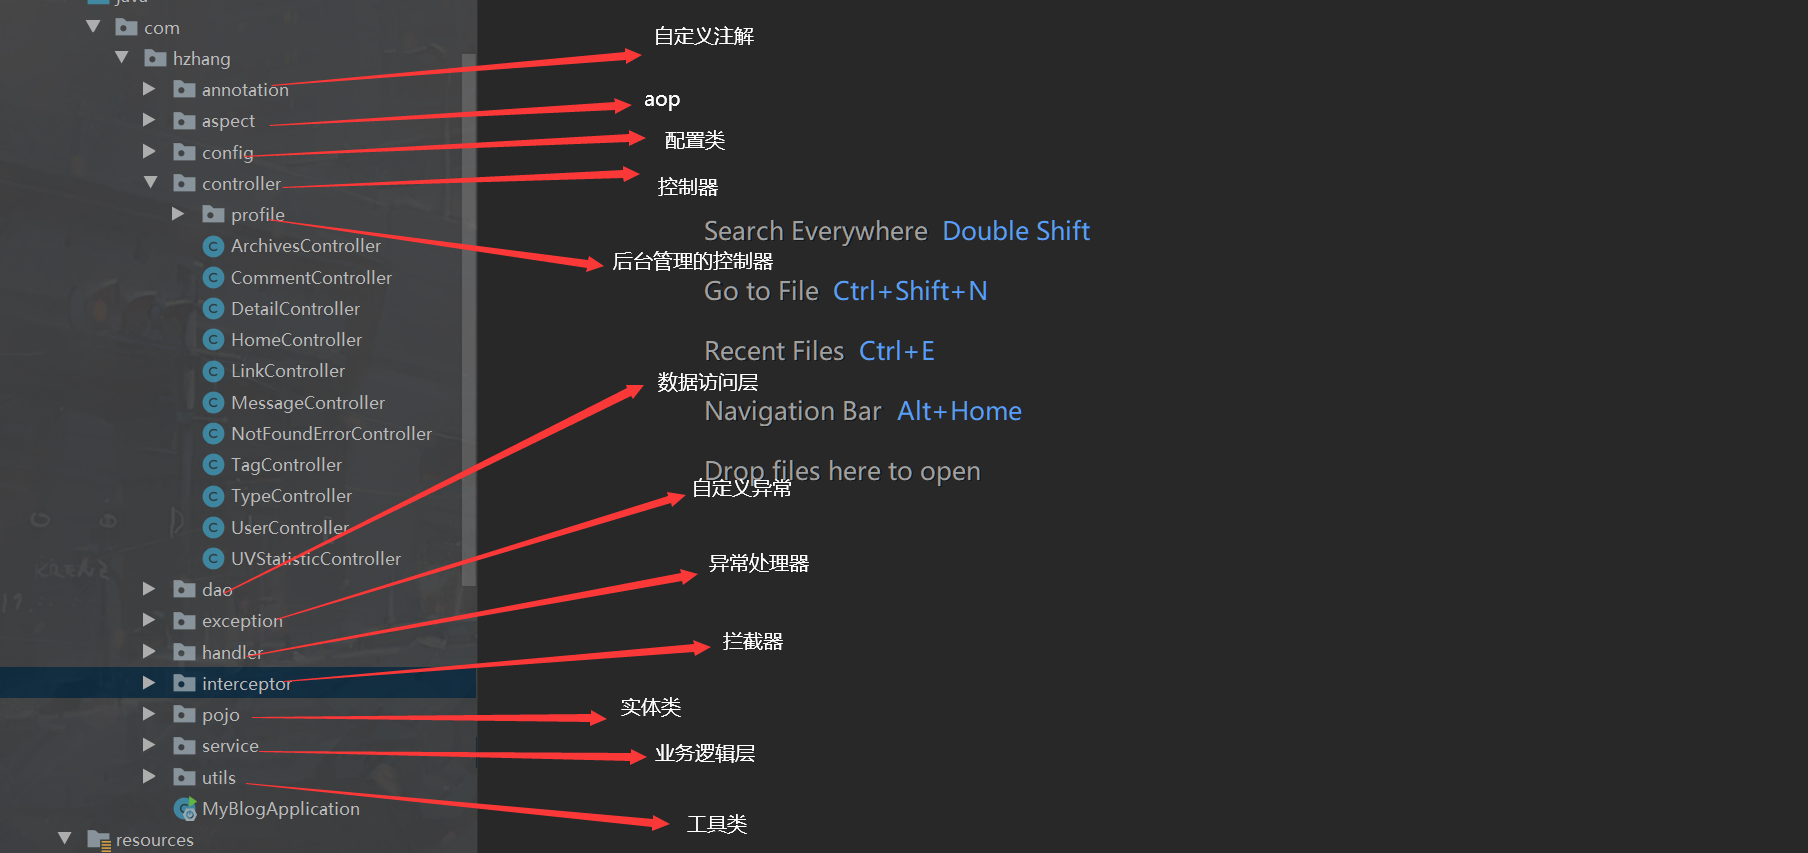 java
com
自定义注解
hzhang
annotation
aop
aspect
配置类
config
控制器
controller
profile
Search Everywhere Double Shift
ArchivesController
后台管理的控制器
CommentController
Go to File Ctrl+Shift+N
DetailController
HomeController
Recent Files Ctrl+E
LinkController
数据访问层
MessageController
Navigation Bar Alt+Home
NotFoundErrorController
TagController
Drop files here to open
自定义异常
TypeController
UserController
UVStatisticController
异常处理器
dao
exception
拦截器
handler
interceptor
实体类
pojo
service
业务逻辑层
utils
MyBlogApplication
工具类
resources